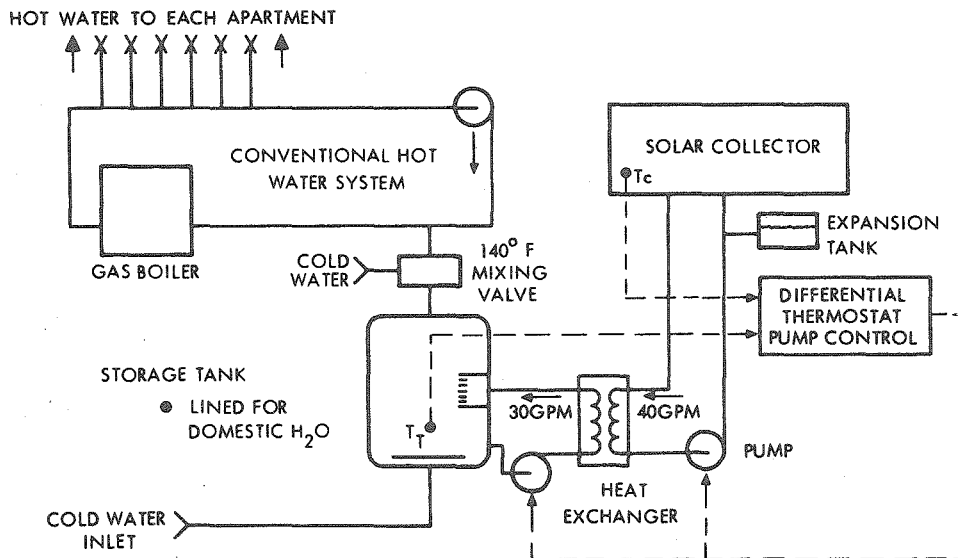 HOT WATER TO EACH APARTMENT
CONVENTIONAL HOT
WATER SYSTEM
GAS BOILER
COLD
WATER
140° F
MIXING
VALVE
SOLAR COLLECTOR
Tc
EXPANSION
TANK
DIFFERENTIAL
THERMOSTAT
PUMP CONTROL
STORAGE TANK
• LINED FOR
DOMESTIC H₂O
T_T
30GPM
40GPM
PUMP
HEAT
EXCHANGER
COLD WATER
INLET